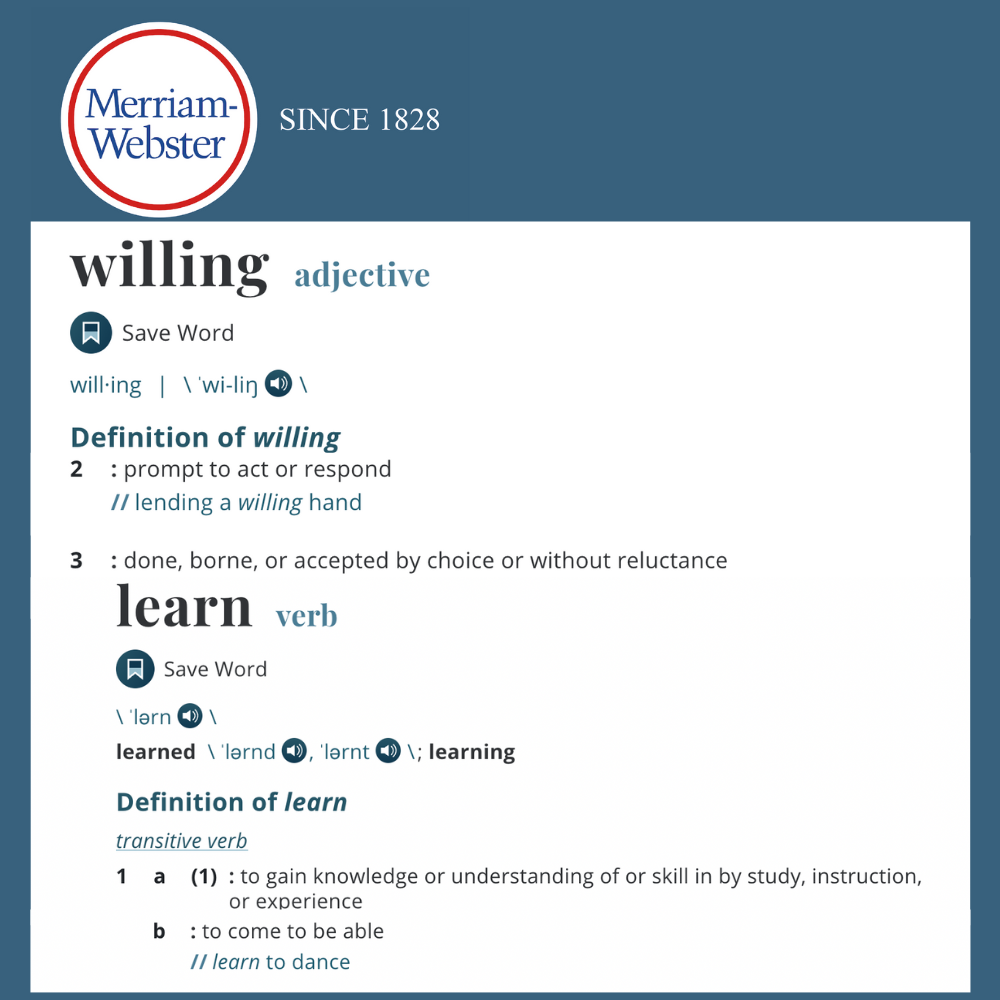 Merriam-
Webster
SINCE 1828
willing adjective
Save Word
will·ing | \ ˈwi-liŋ \
Definition of willing
2 : prompt to act or respond
// lending a willing hand
3 : done, borne, or accepted by choice or without reluctance
learn verb
Save Word
\ ˈlərn \
learned \ ˈlərnd , ˈlərnt \; learning
Definition of learn
transitive verb
1 a (1) : to gain knowledge or understanding of or skill in by study, instruction,
or experience
b : to come to be able
// learn to dance